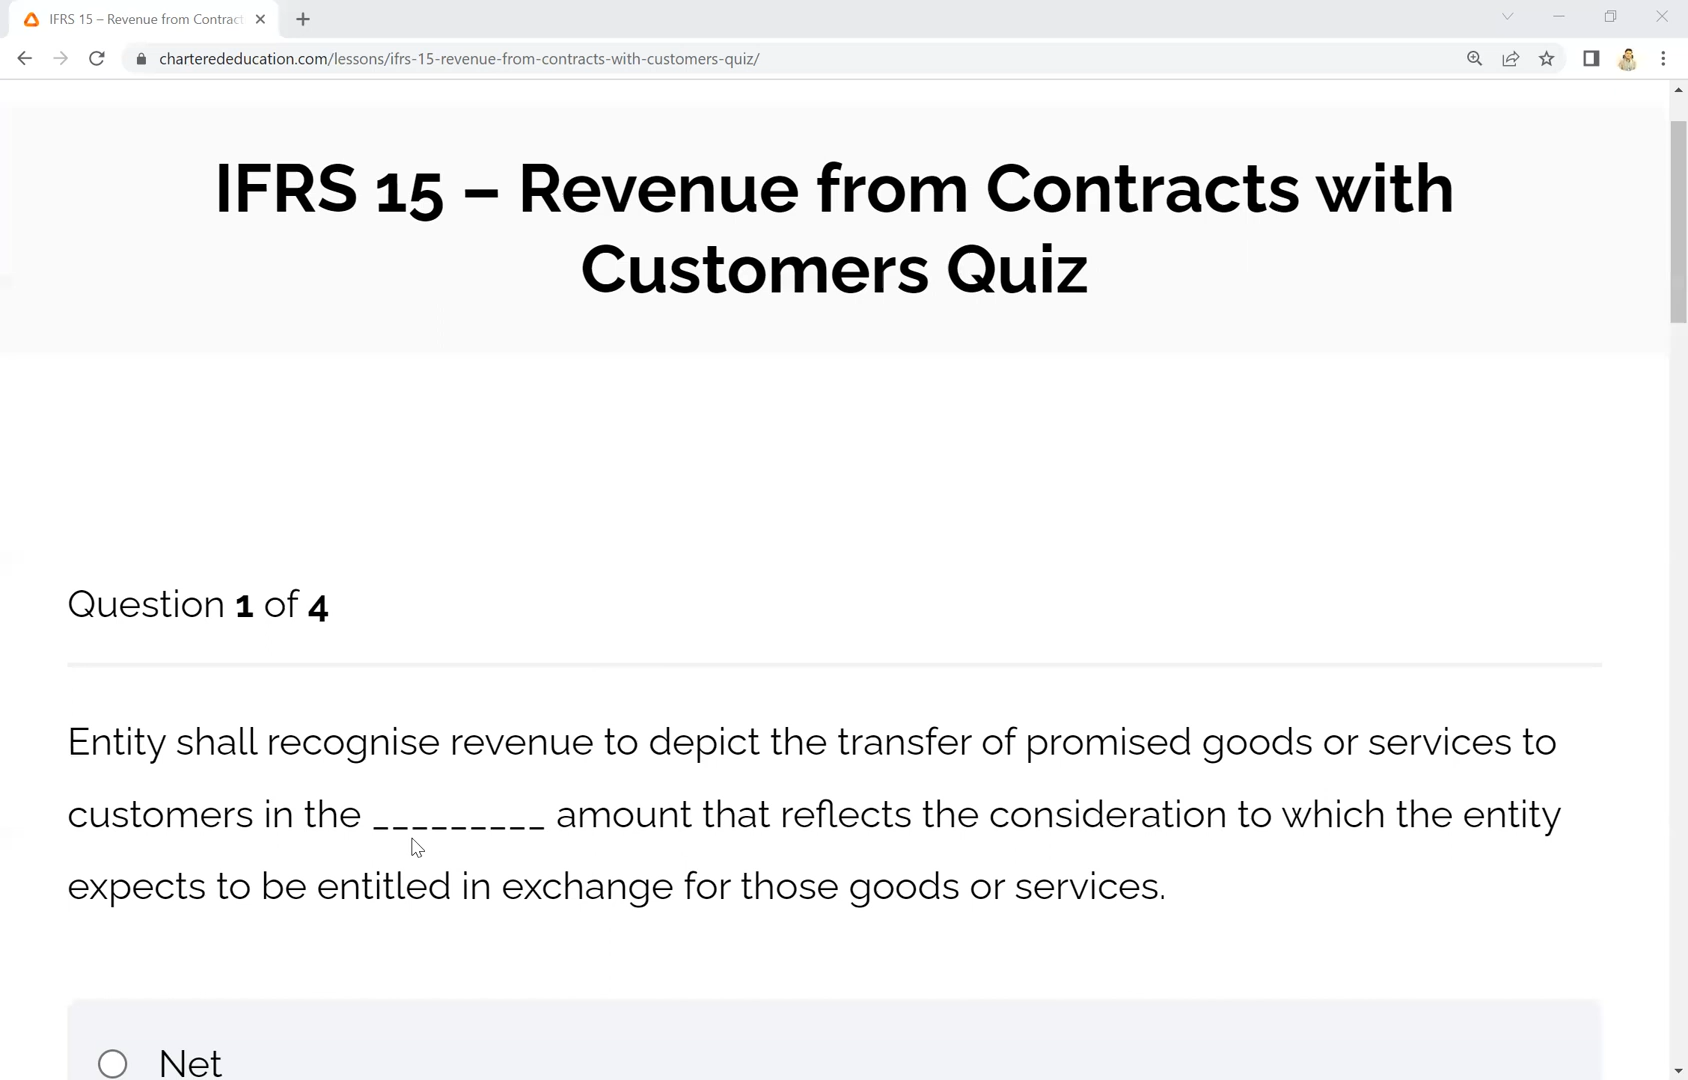 IFRS 15 – Revenue from Contract
charterededucation.com/lessons/ifrs-15-revenue-from-contracts-with-customers-quiz/
IFRS 15 – Revenue from Contracts with
Customers Quiz
Question 1 of 4
Entity shall recognise revenue to depict the transfer of promised goods or services to
customers in the _________ amount that reflects the consideration to which the entity
expects to be entitled in exchange for those goods or services.
Net